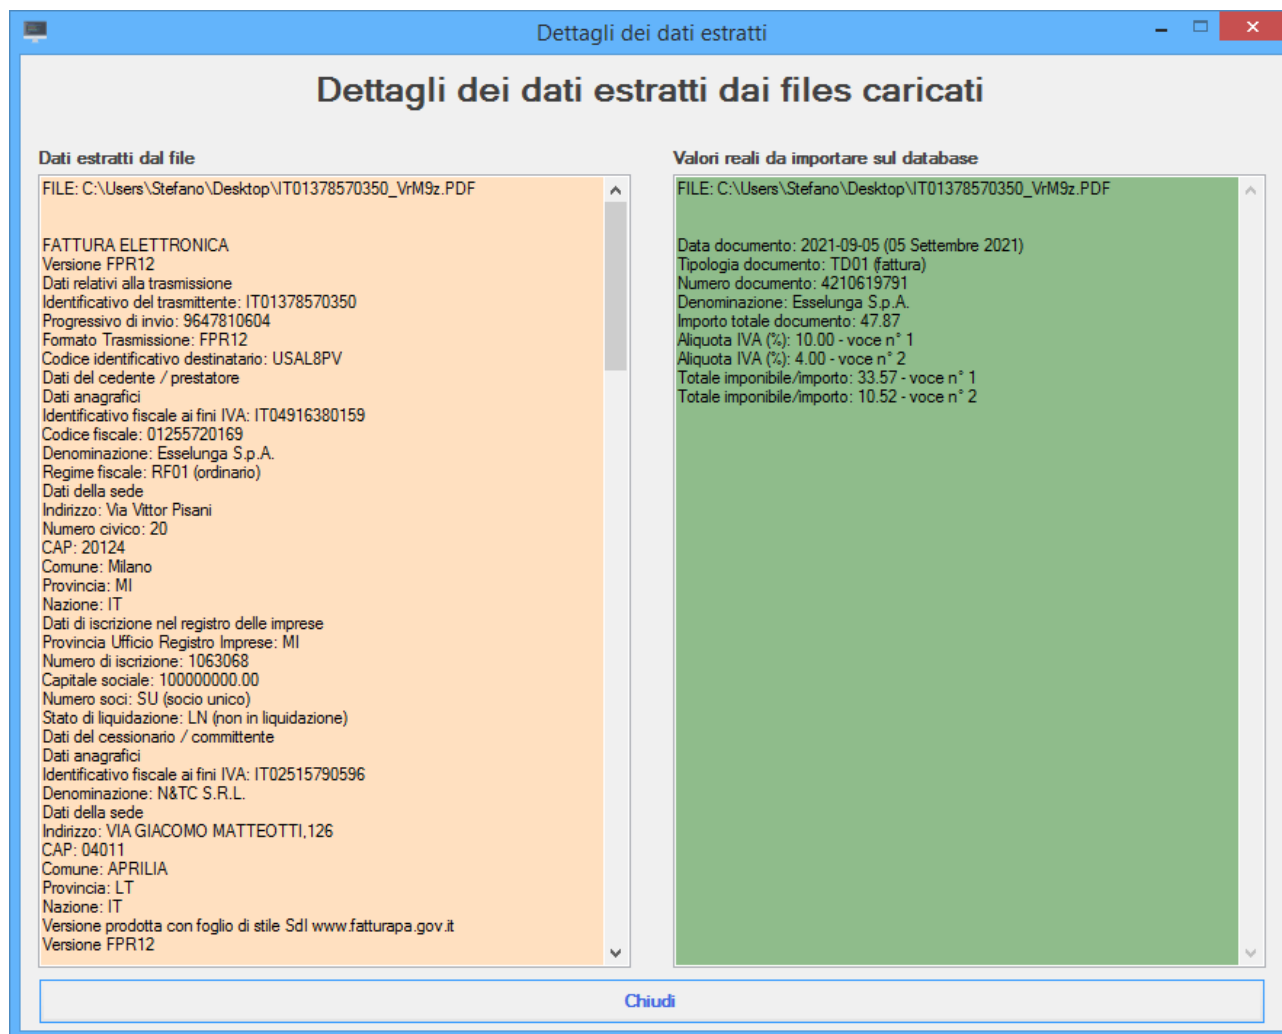 Dettagli dei dati estratti
Dettagli dei dati estratti dai files caricati
Dati estratti dal file
FILE: C:\Users\Stefano\Desktop\IT01378570350_VrM9z.PDF
FATTURA ELETTRONICA
Versione FPR12
Dati relativi alla trasmissione
Identificativo del trasmittente: IT01378570350
Progressivo di invio: 9647810604
Formato Trasmissione: FPR12
Codice identificativo destinatario: USAL8PV
Dati del cedente / prestatore
Dati anagrafici
Identificativo fiscale ai fini IVA: IT04916380159
Codice fiscale: 01255720169
Denominazione: Esselunga S.p.A.
Regime fiscale: RF01 (ordinario)
Dati della sede
Indirizzo: Via Vittor Pisani
Numero civico: 20
CAP: 20124
Comune: Milano
Provincia: MI
Nazione: IT
Dati di iscrizione nel registro delle imprese
Provincia Ufficio Registro Imprese: MI
Numero di iscrizione: 1063068
Capitale sociale: 100000000.00
Numero soci: SU (socio unico)
Stato di liquidazione: LN (non in liquidazione)
Dati del cessionario / committente
Dati anagrafici
Identificativo fiscale ai fini IVA: IT02515790596
Denominazione: N&TC S.R.L.
Dati della sede
Indirizzo: VIA GIACOMO MATTEOTTI,126
CAP: 04011
Comune: APRILIA
Provincia: LT
Nazione: IT
Versione prodotta con foglio di stile SdI www.fatturapa.gov.it
Versione FPR12
Valori reali da importare sul database
FILE: C:\Users\Stefano\Desktop\IT01378570350_VrM9z.PDF
Data documento: 2021-09-05 (05 Settembre 2021)
Tipologia documento: TD01 (fattura)
Numero documento: 4210619791
Denominazione: Esselunga S.p.A.
Importo totale documento: 47.87
Aliquota IVA (%): 10.00 - voce n° 1
Aliquota IVA (%): 4.00 - voce n° 2
Totale imponibile/importo: 33.57 - voce n° 1
Totale imponibile/importo: 10.52 - voce n° 2
Chiudi